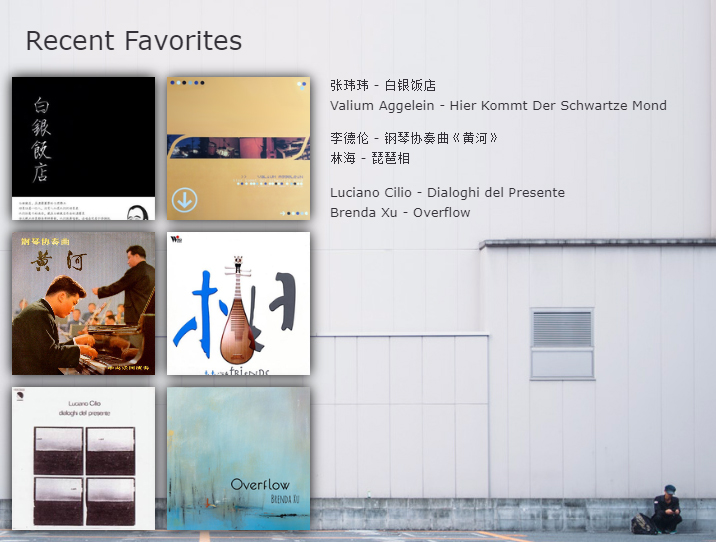 Recent Favorites
张玮玮 - 白银饭店
Valium Aggelein - Hier Kommt Der Schwartze Mond
李德伦 - 钢琴协奏曲《黄河》
林海 - 琵琶相
Luciano Cilio - Dialoghi del Presente
Brenda Xu - Overflow
白銀飯店
钢琴协奏曲
黄河
相
friends
Luciano Cilio
dialoghi del presente
Overflow
BRENDA XU